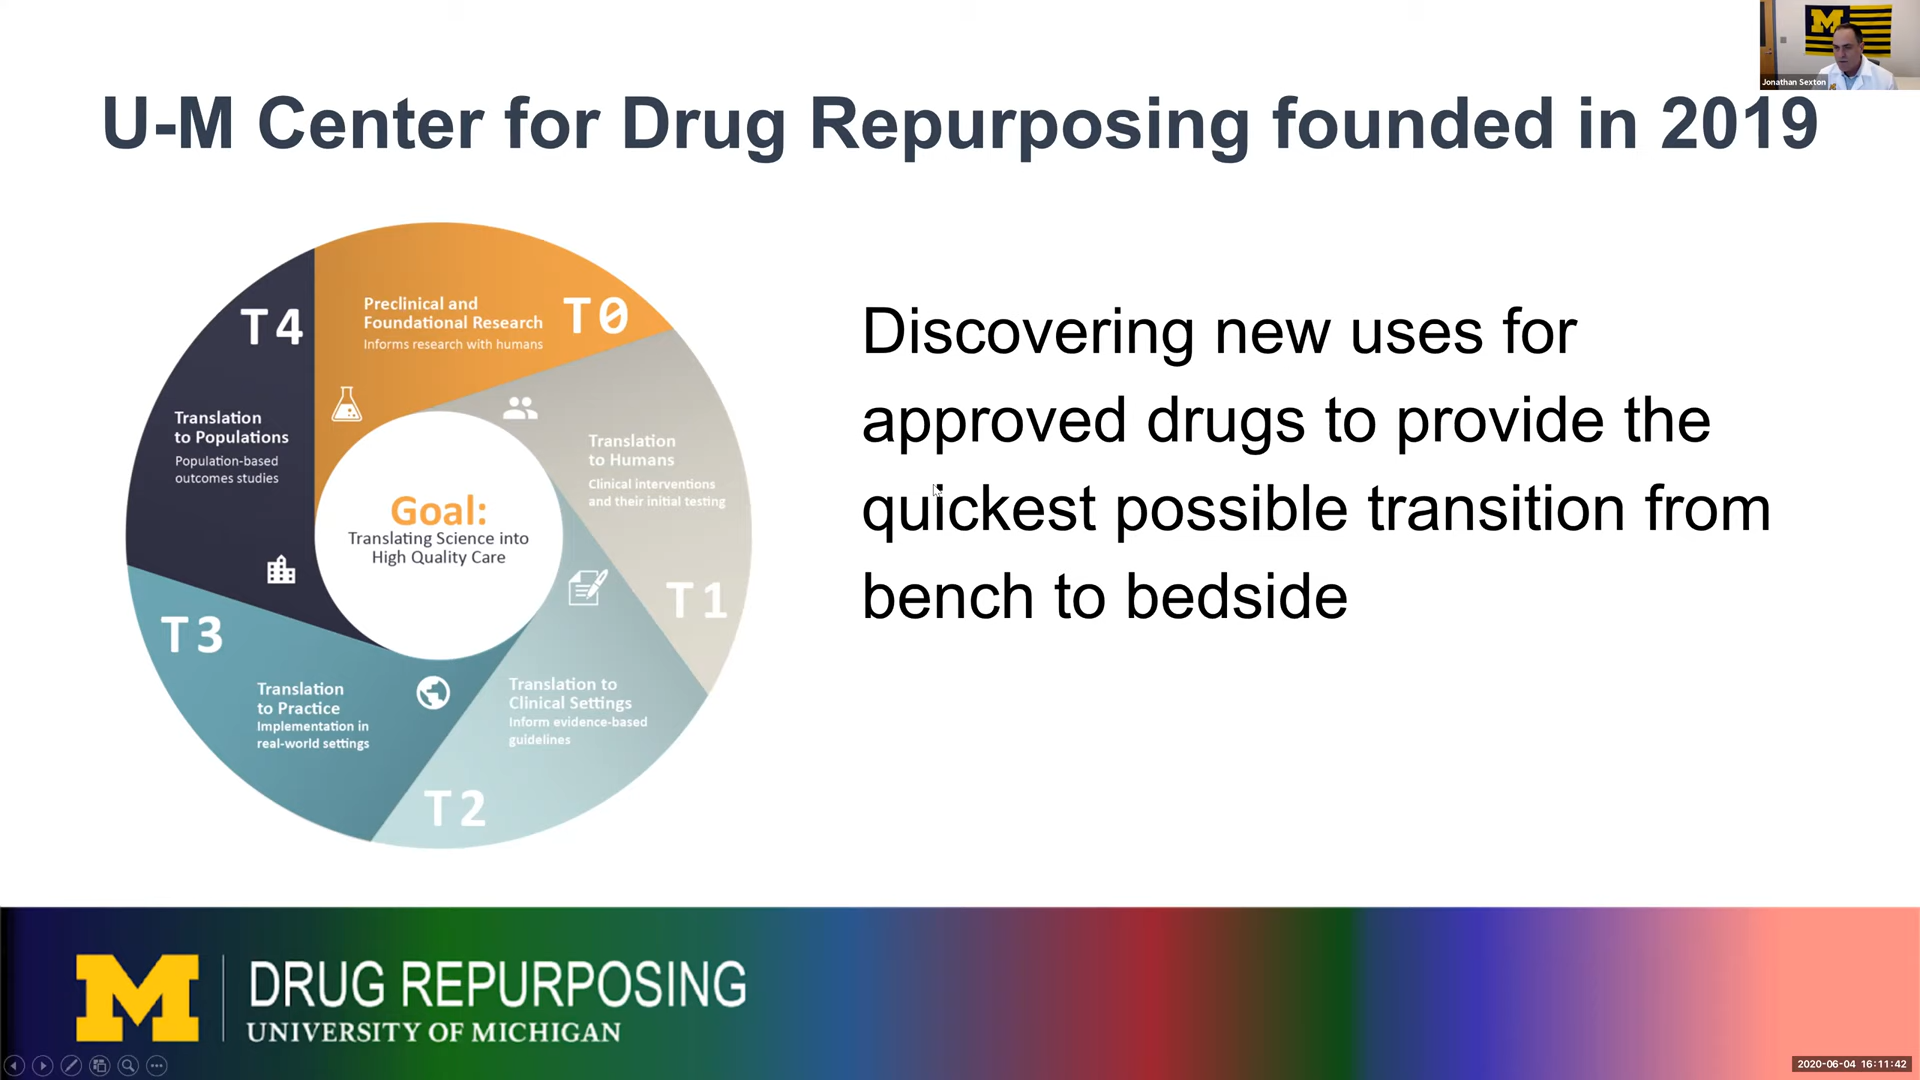 Jonathan Sexton
U-M Center for Drug Repurposing founded in 2019
T4
Preclinical and
Foundational Research
Informs research with humans
T0
Translation
to Populations
Population-based
outcomes studies
Translation
to Humans
Clinical interventions
and their initial testing
Goal:
Translating Science into
High Quality Care
T1
T3
Translation
to Practice
Implementation in
real-world settings
Translation to
Clinical Settings
Inform evidence-based
guidelines
T2
Discovering new uses for
approved drugs to provide the
quickest possible transition from
bench to bedside
M
DRUG REPURPOSING
UNIVERSITY OF MICHIGAN
2020-06-04 16:11:42